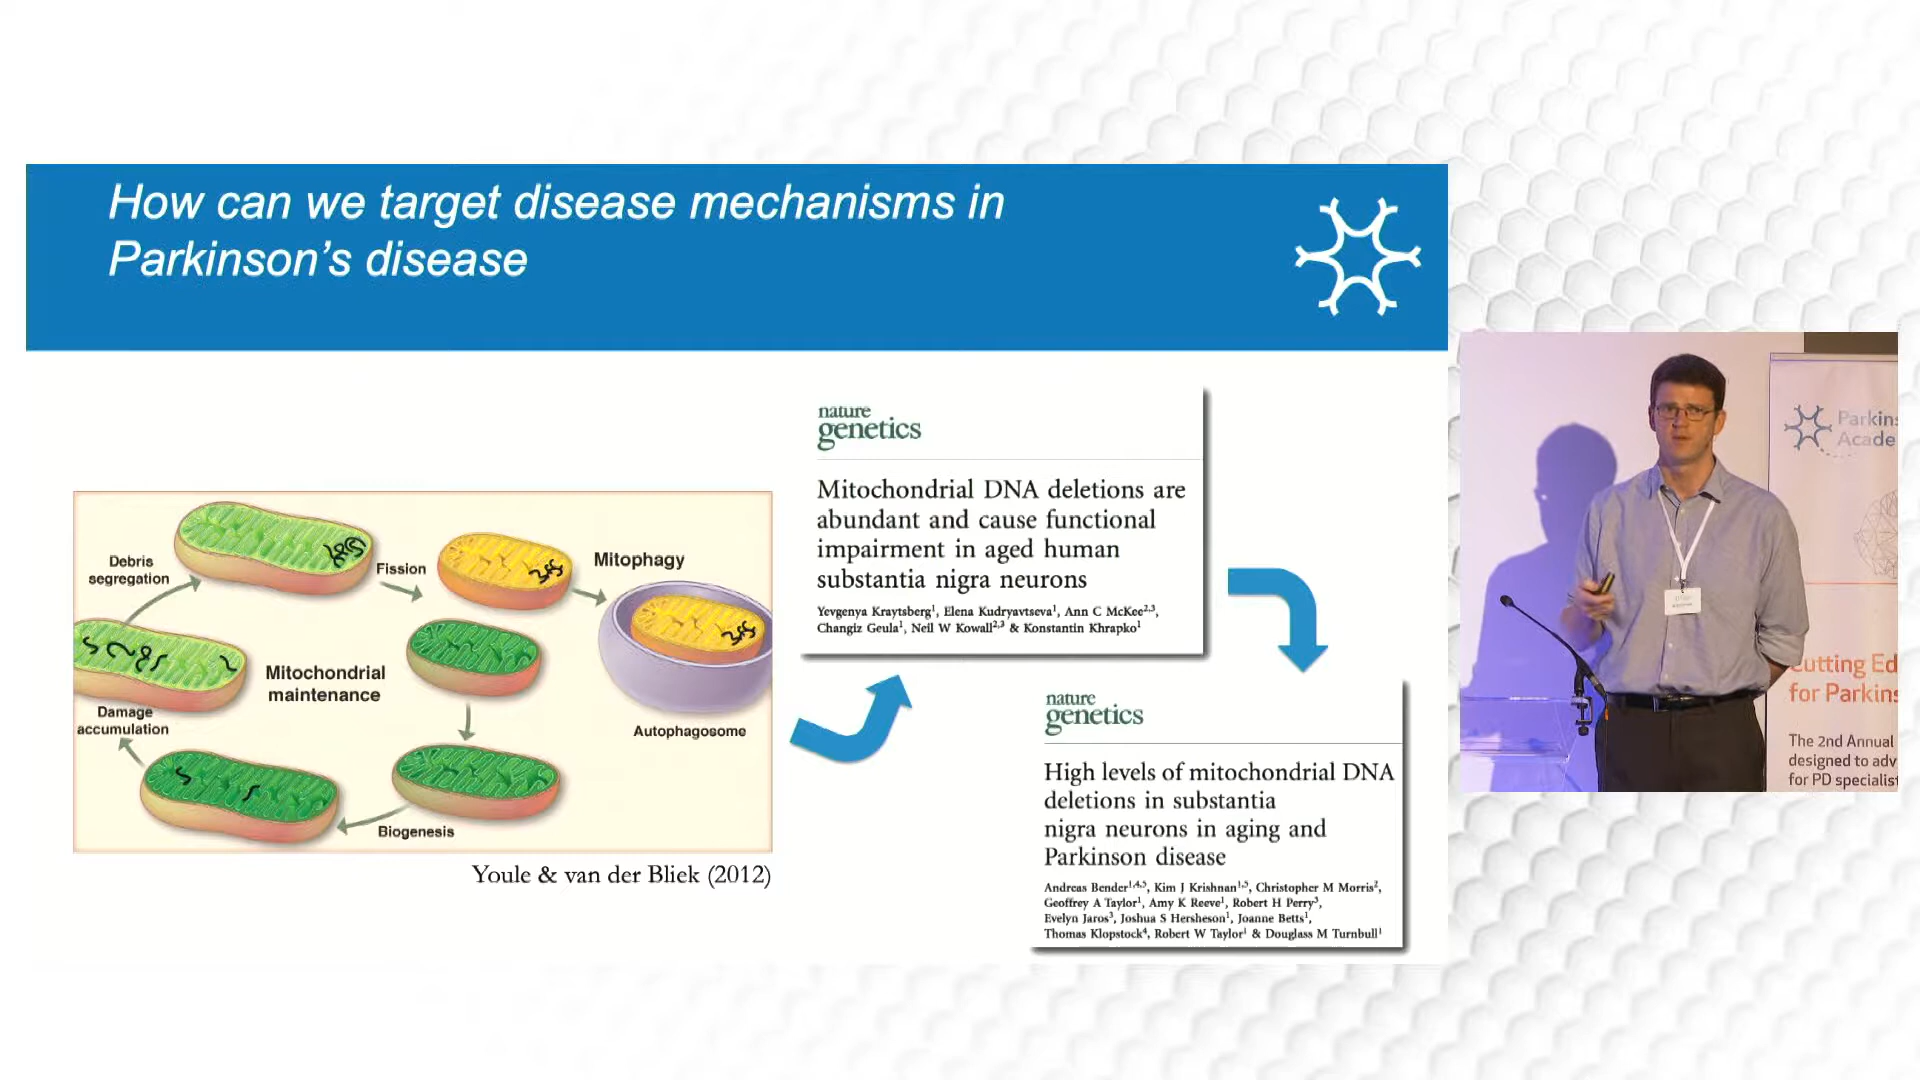 How can we target disease mechanisms in
Parkinson's disease
Debris
segregation
Fission
Mitophagy
Mitochondrial
maintenance
Damage
accumulation
Autophagosome
Biogenesis
Youle & van der Bliek (2012)
nature
genetics
Mitochondrial DNA deletions are
abundant and cause functional
impairment in aged human
substantia nigra neurons
Yevgenya Kraytsberg¹, Elena Kudryavtseva¹, Ann C McKee²,³,
Changiz Geula¹, Neil W Kowall²,³ & Konstantin Khrapko¹
nature
genetics
High levels of mitochondrial DNA
deletions in substantia
nigra neurons in aging and
Parkinson disease
Andreas Bender¹,⁴,⁵, Kim J Krishnan¹,⁵, Christopher M Morris²,
Geoffrey A Taylor¹, Amy K Reeve¹, Robert H Perry³,
Evelyn Jaros³, Joshua S Hersheson¹, Joanne Betts¹,
Thomas Klopstock⁴, Robert W Taylor¹ & Douglass M Turnbull¹
Parkins
Acade
Cutting Ed
for Parkins
The 2nd Annual
designed to adv
for PD specialist